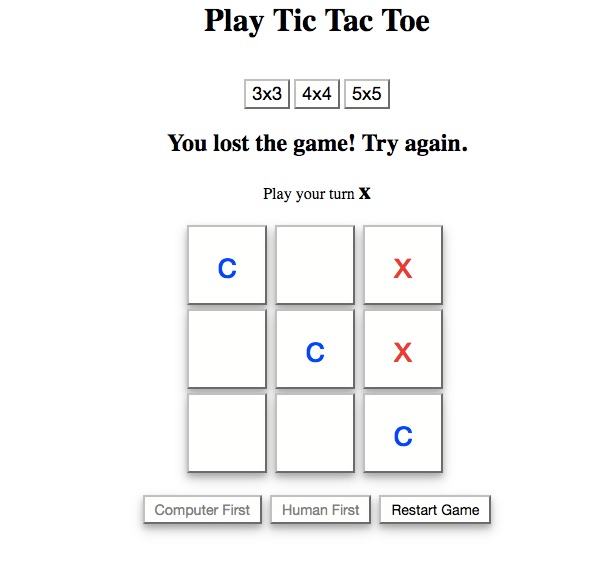 Play Tic Tac Toe
3x3 4x4 5x5
You lost the game! Try again.
Play your turn X
C X
C X
C
Computer First Human First Restart Game